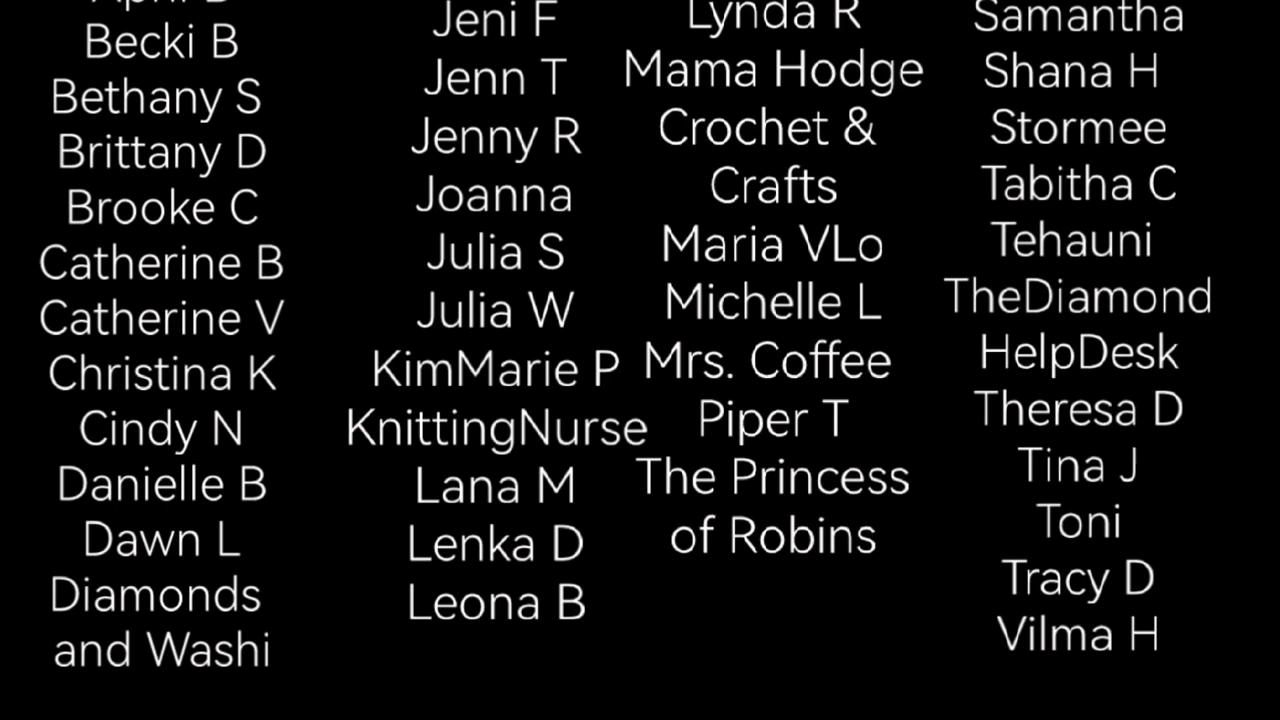 Becki B
Bethany S
Brittany D
Brooke C
Catherine B
Catherine V
Christina K
Cindy N
Danielle B
Dawn L
Diamonds
and Washi
Jeni F
Jenn T
Jenny R
Joanna
Julia S
Julia W
KimMarie P
KnittingNurse
Lana M
Lenka D
Leona B
Lynda R
Mama Hodge
Crochet &
Crafts
Maria VLo
Michelle L
Mrs. Coffee
Piper T
The Princess
of Robins
Samantha
Shana H
Stormee
Tabitha C
Tehauni
TheDiamond
HelpDesk
Theresa D
Tina J
Toni
Tracy D
Vilma H